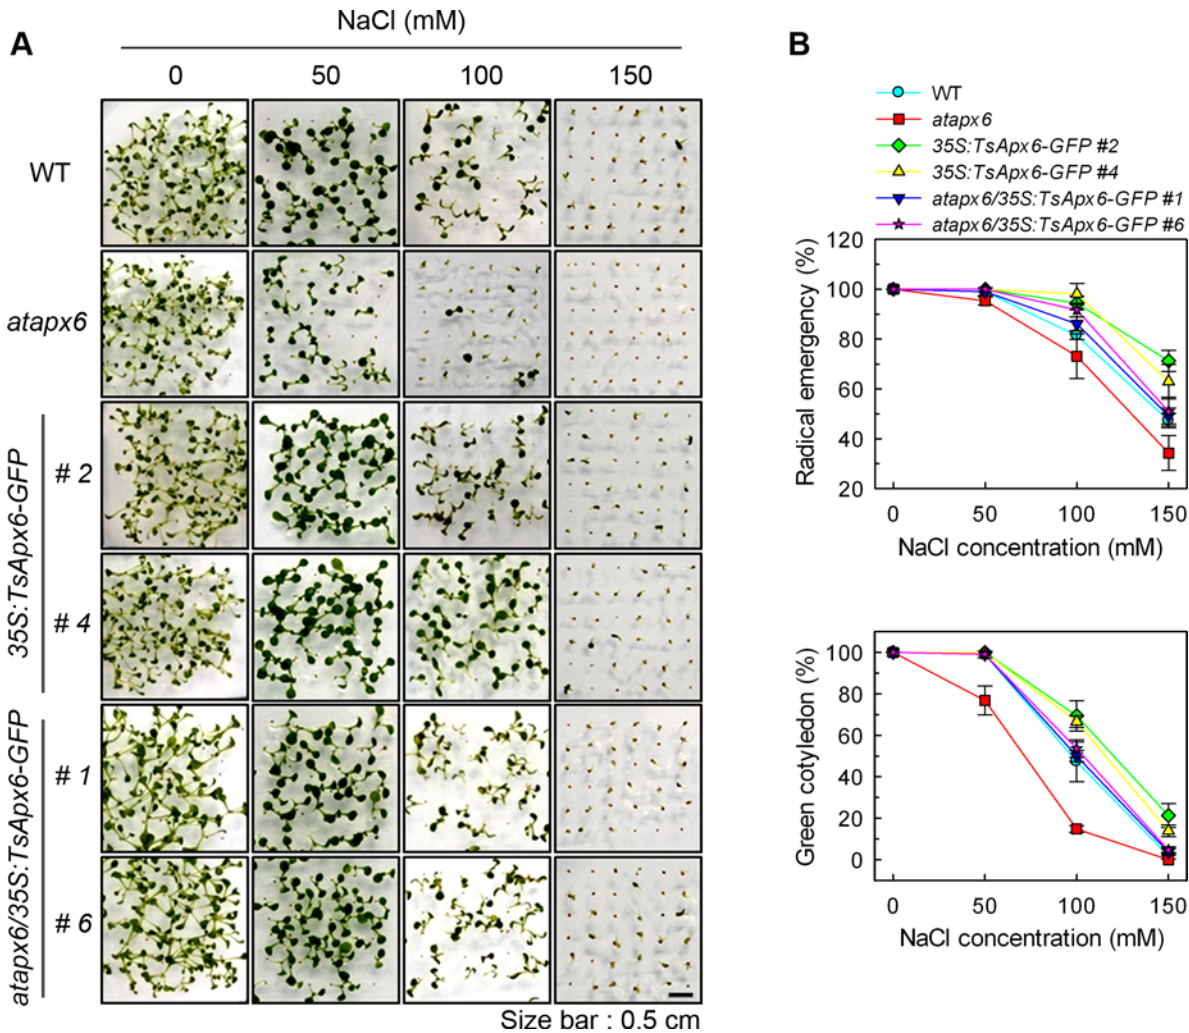 A
NaCl (mM)
0 50 100 150
WT
atapx6
35S:TsApx6-GFP
# 2
# 4
atapx6/35S:TsApx6-GFP
# 1
# 6
Size bar : 0.5 cm
B
WT
atapx6
35S:TsApx6-GFP #2
35S:TsApx6-GFP #4
atapx6/35S:TsApx6-GFP #1
atapx6/35S:TsApx6-GFP #6
Radical emergency (%)
120
100
80
60
40
20
0 50 100 150
NaCl concentration (mM)
Green cotyledon (%)
100
80
60
40
20
0
0 50 100 150
NaCl concentration (mM)